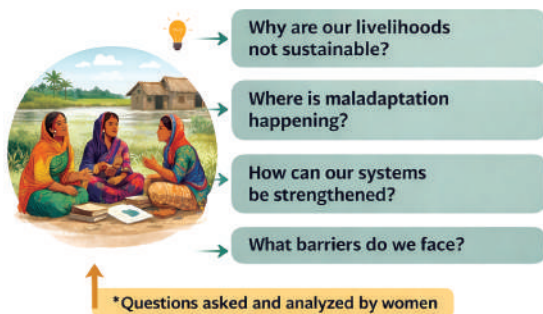 Why are our livelihoods
not sustainable?
Where is maladaptation
happening?
How can our systems
be strengthened?
What barriers do we face?
*Questions asked and analyzed by women